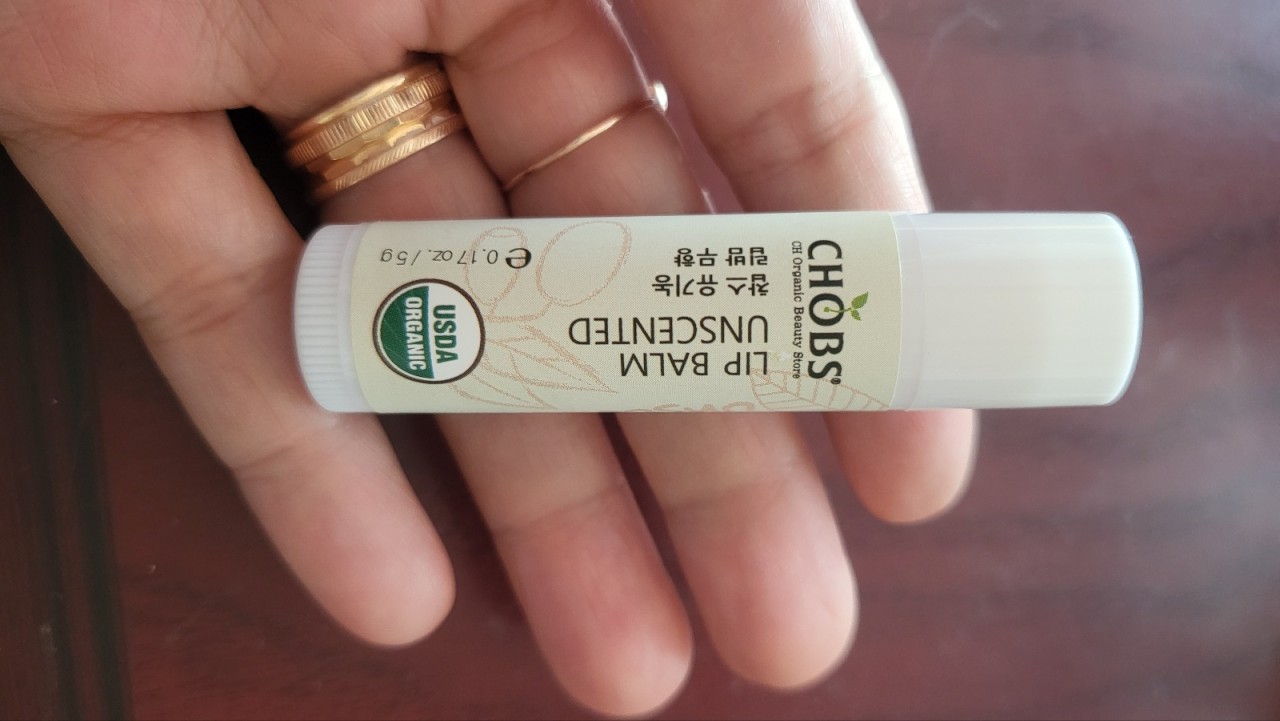 CHOBS®
CH Organic Beauty Store
LIP BALM
UNSCENTED
찹스 유기농
립밤 무향
USDA
ORGANIC
e 0.17oz. / 5g